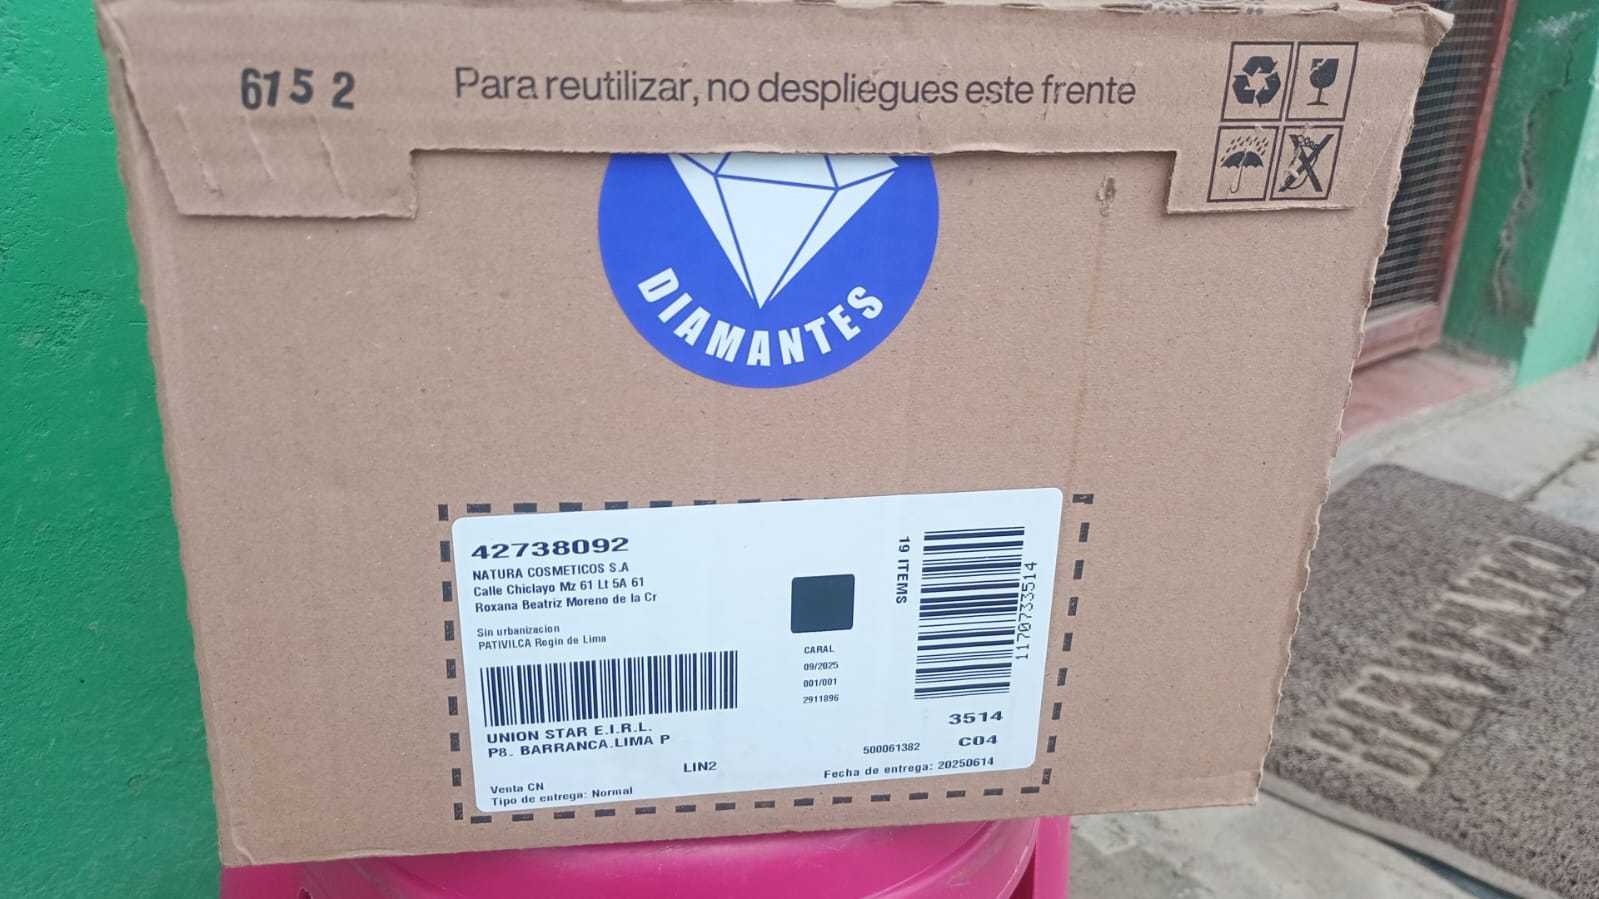 6152
Para reutilizar, no despliegues este frente
DIAMANTES
42738092
NATURA COSMETICOS S.A
Calle Chiclayo Mz 61 Lt 5A 61
Roxana Beatriz Moreno de la Cr
Sin urbanizacion
PATIVILCA Regin de Lima
UNION STAR E.I.R.L.
P8. BARRANCA.LIMA P
LIN2
Venta CN
Tipo de entrega: Normal
CARAL
09/2025
001/001
2911896
19 ITEMS
1170733514
3514
500061382 C04
Fecha de entrega: 20250614
BIENVENIDO